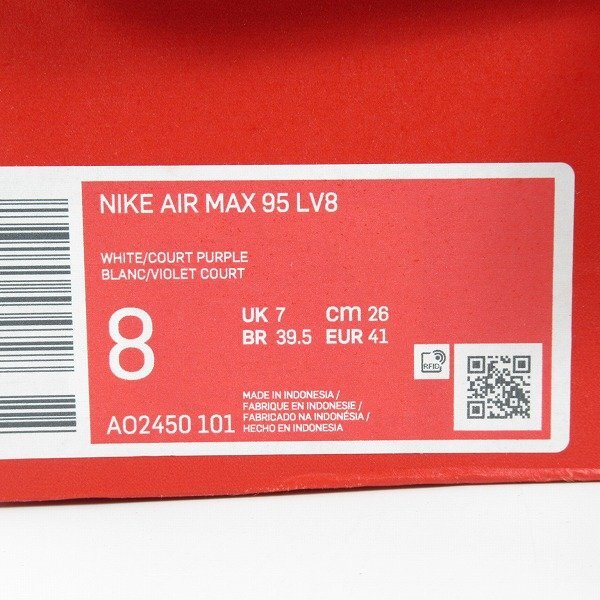 NIKE AIR MAX 95 LV8
WHITE/COURT PURPLE
BLANC/VIOLET COURT
8
UK 7 cm 26
BR 39.5 EUR 41
RFID
AO2450 101
MADE IN INDONESIA /
FABRIQUE EN INDONESIE /
FABRICADO NA INDONÉSIA /
HECHO EN INDONESIA